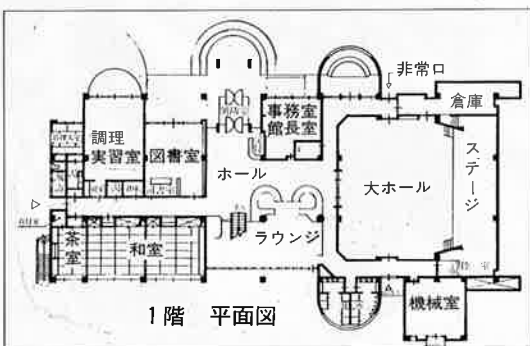 非常口
倉庫
事務室
館長室
調理
実習室
図書室
ホール
大ホール
ステージ
ラウンジ
茶室
和室
機械室
1階 平面図